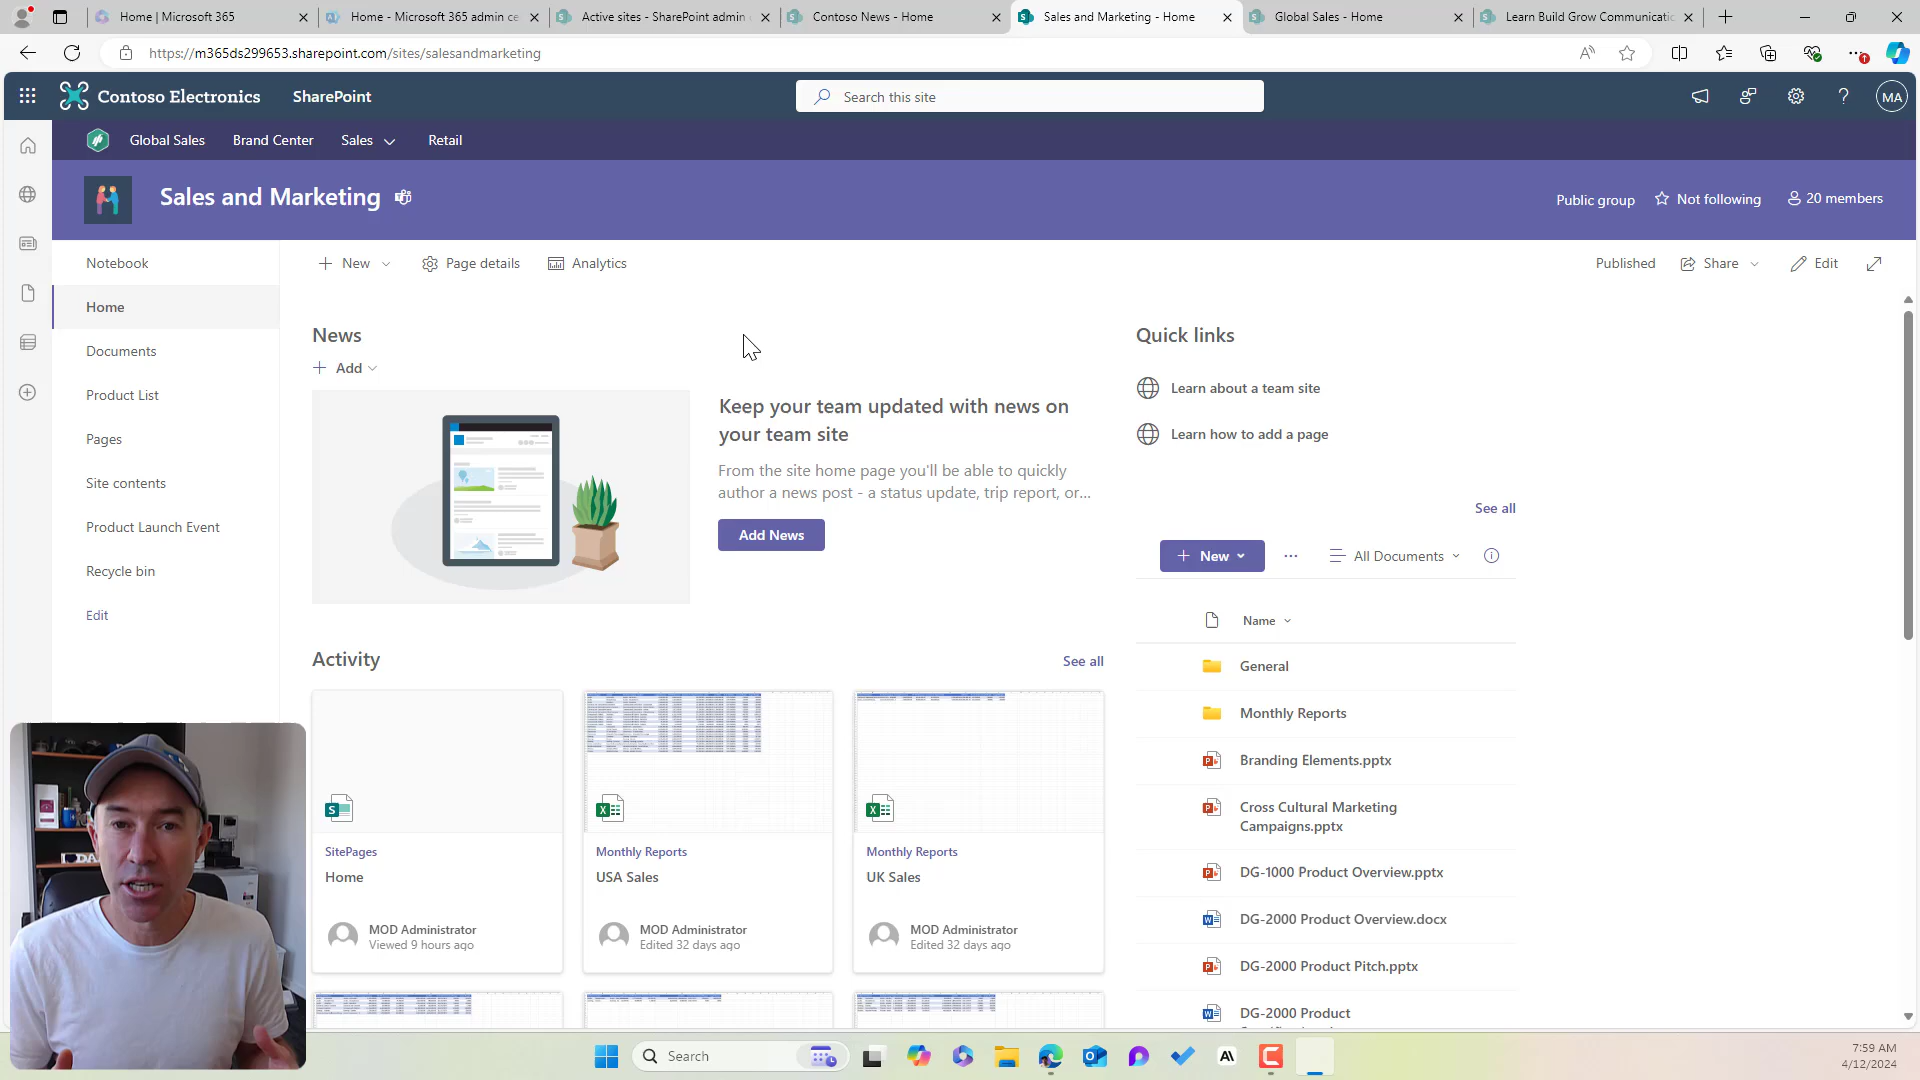 Home | Microsoft 365
Home - Microsoft 365 admin ce
Active sites - SharePoint admin
Contoso News - Home
Sales and Marketing - Home
Global Sales - Home
Learn Build Grow Communicatio
https://m365ds299653.sharepoint.com/sites/salesandmarketing
Contoso Electronics
SharePoint
Search this site
MA
Global Sales
Brand Center
Sales
Retail
Sales and Marketing
Public group
Not following
20 members
Notebook
Home
Documents
Product List
Pages
Site contents
Product Launch Event
Recycle bin
Edit
New
Page details
Analytics
Published
Share
Edit
News
Add
Keep your team updated with news on
your team site
From the site home page you'll be able to quickly
author a news post - a status update, trip report, or...
Add News
Quick links
Learn about a team site
Learn how to add a page
See all
New
All Documents
Name
General
Monthly Reports
Branding Elements.pptx
Cross Cultural Marketing
Campaigns.pptx
DG-1000 Product Overview.pptx
DG-2000 Product Overview.docx
DG-2000 Product Pitch.pptx
DG-2000 Product
Activity
See all
SitePages
Home
MOD Administrator
Viewed 9 hours ago
Monthly Reports
USA Sales
MOD Administrator
Edited 32 days ago
Monthly Reports
UK Sales
MOD Administrator
Edited 32 days ago
Search
7:59 AM
4/12/2024